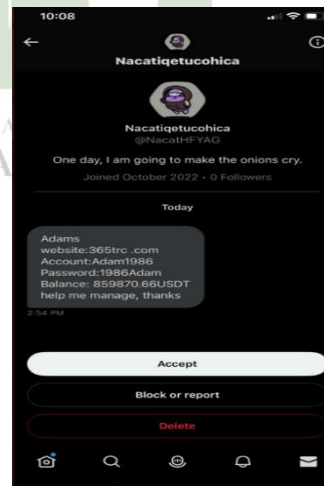 10:08
Nacatiqetucohica
Nacatiqetucohica
@NacatHFYAG
One day, I am going to make the onions cry.
Joined October 2022 · 0 Followers
Today
Adams
website:365trc .com
Account:Adam1986
Password:1986Adam
Balance: 859870.66USDT
help me manage, thanks
2:54 PM
Accept
Block or report
Delete